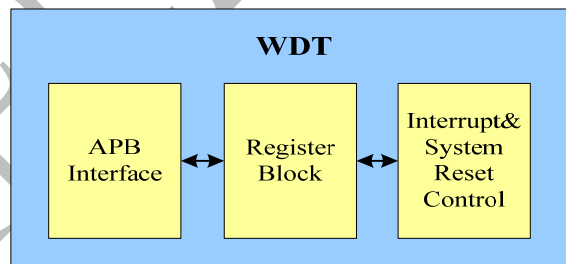 WDT
APB
Interface
Register
Block
Interrupt&
System
Reset
Control